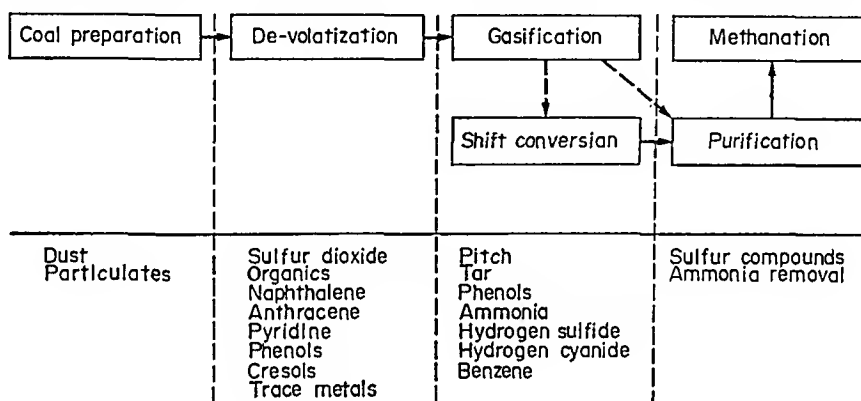 Coal preparation
De-volatization
Gasification
Methanation
Shift conversian
Purification
Dust
Particulates
Sulfur dioxide
Organics
Naphthalene
Anthracene
Pyridine
Phenols
Cresols
Trace metals
Pitch
Tar
Phenols
Ammonia
Hydrogen sulfide
Hydrogen cyanide
Benzene
Sulfur compounds
Ammonia removal